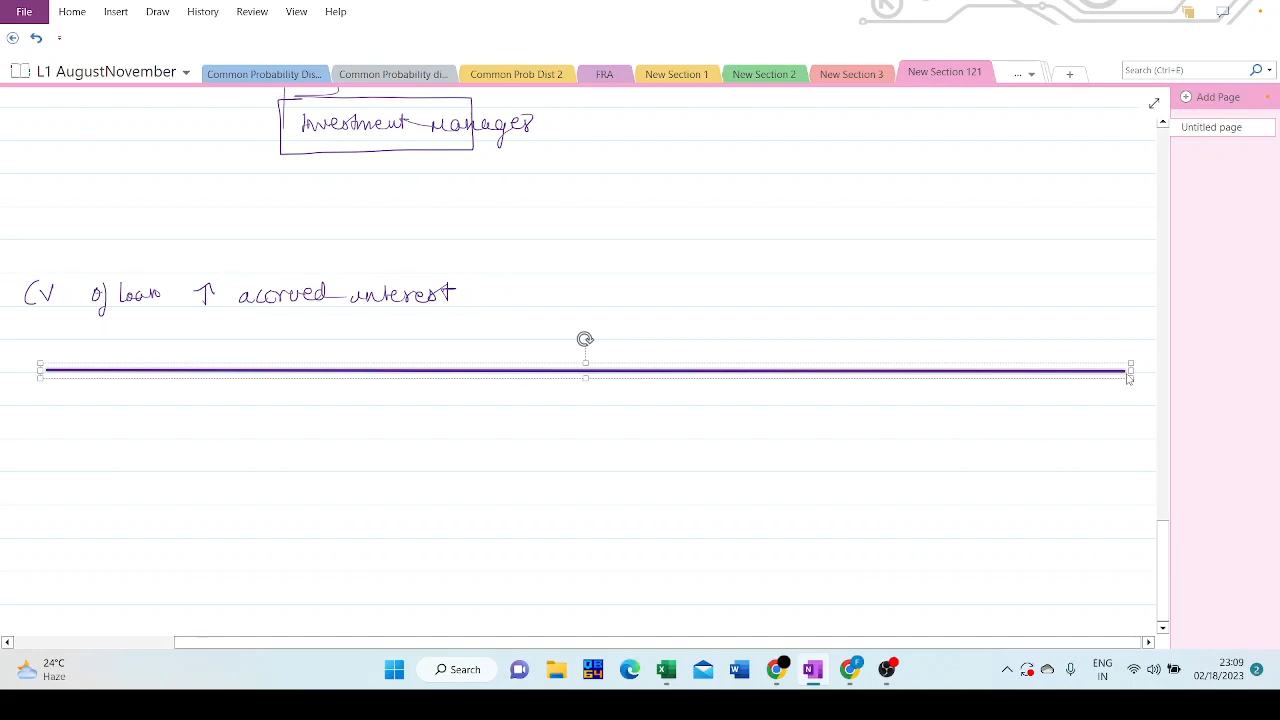 File Home Insert Draw History Review View Help
L1 AugustNovember Common Probability Dis... Common Probability di... Common Prob Dist 2 FRA New Section 1 New Section 2 New Section 3 New Section 121 ... + Search (Ctrl+E)
Add Page
Untitled page
Investment manages
CV of loan ↑ accrued interest
24°C
Haze
Search
ENG
IN
23:09
02/18/2023
2